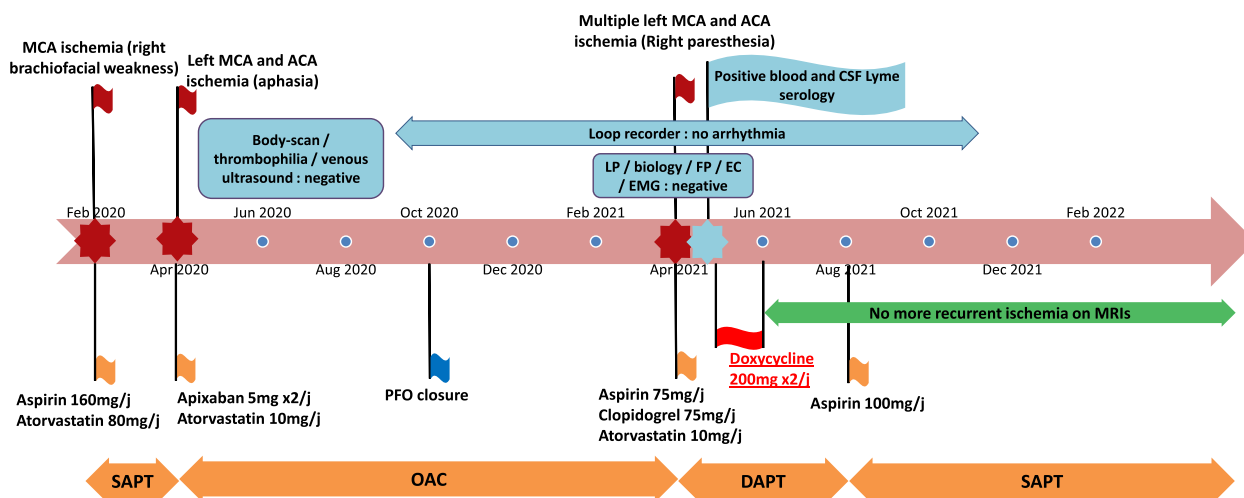 Multiple left MCA and ACA
ischemia (Right paresthesia)
MCA ischemia (right
brachiofacial weakness)
Left MCA and ACA
ischemia (aphasia)
Positive blood and CSF Lyme
serology
Body-scan /
thrombophilia / venous
ultrasound : negative
Loop recorder : no arrhythmia
LP / biology / FP / EC
/ EMG : negative
Feb 2020
Jun 2020
Oct 2020
Feb 2021
Jun 2021
Oct 2021
Feb 2022
Apr 2020
Aug 2020
Dec 2020
Apr 2021
Aug 2021
Dec 2021
No more recurrent ischemia on MRIs
Aspirin 160mg/j
Atorvastatin 80mg/j
Apixaban 5mg x2/j
Atorvastatin 10mg/j
PFO closure
Aspirin 75mg/j
Clopidogrel 75mg/j
Atorvastatin 10mg/j
Doxycycline
200mg x2/j
Aspirin 100mg/j
SAPT
OAC
DAPT
SAPT